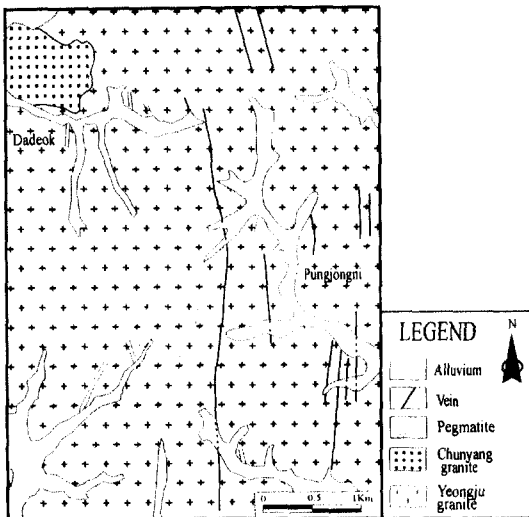 Dadeok
Pungjongni
0 0.5 1Km
LEGEND
N
Alluvium
Vein
Pegmatite
Chunyang
granite
Yeongju
granite